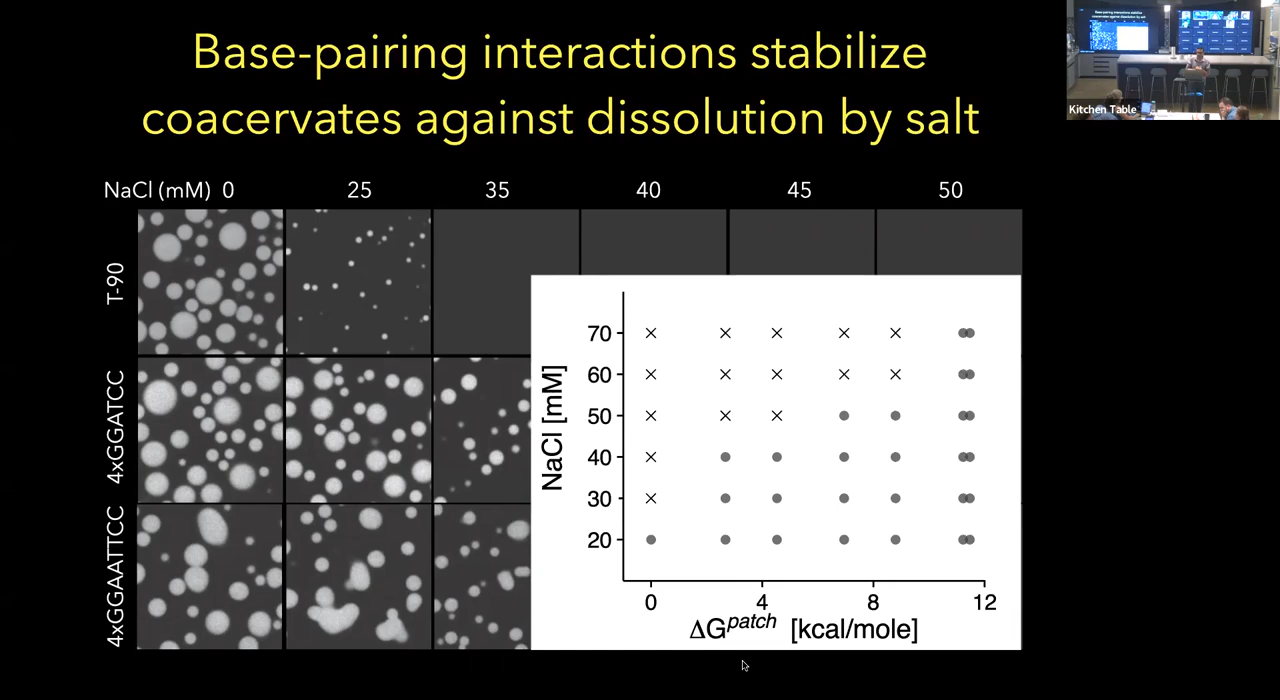 Base-pairing interactions stabilize
coacervates against dissolution by salt
Kitchen Table
NaCl (mM) 0 25 35 40 45 50
T-90
4xGGATCC
4xGGAATTCC
NaCl [mM]
70
60
50
40
30
20
0 4 8 12
ΔG^patch [kcal/mole]